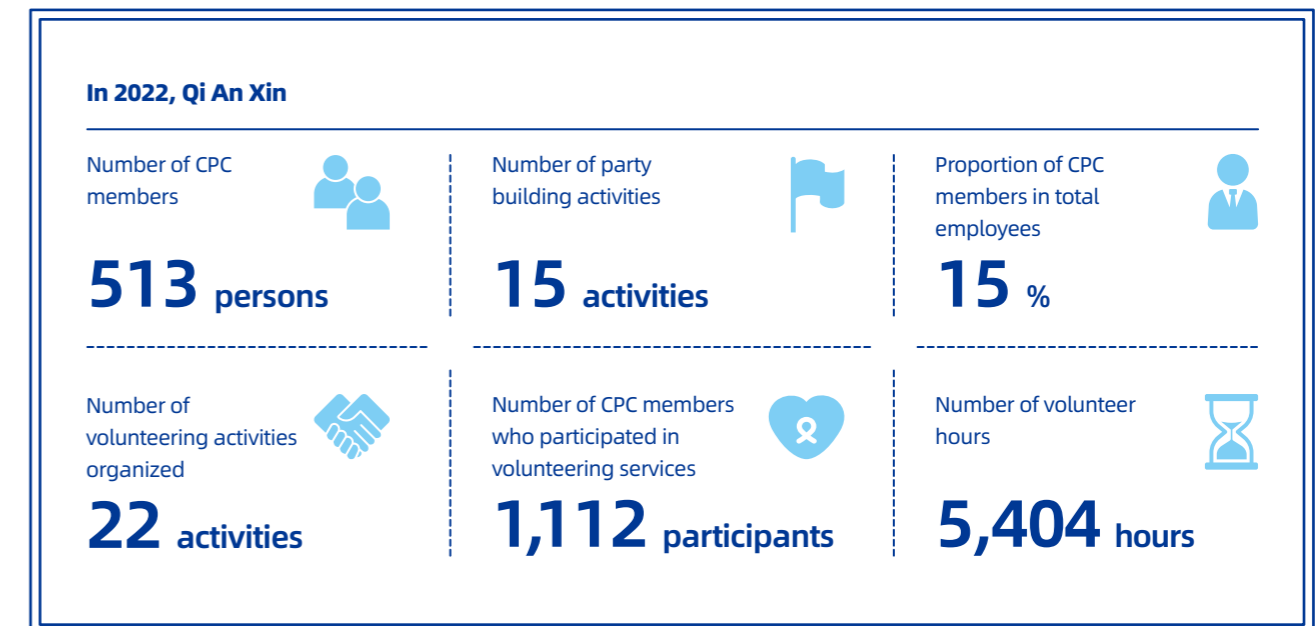 In 2022, Qi An Xin
Number of CPC
members
513 persons
Number of party
building activities
15 activities
Proportion of CPC
members in total
employees
15 %
Number of
volunteering activities
organized
22 activities
Number of CPC members
who participated in
volunteering services
1,112 participants
Number of volunteer
hours
5,404 hours